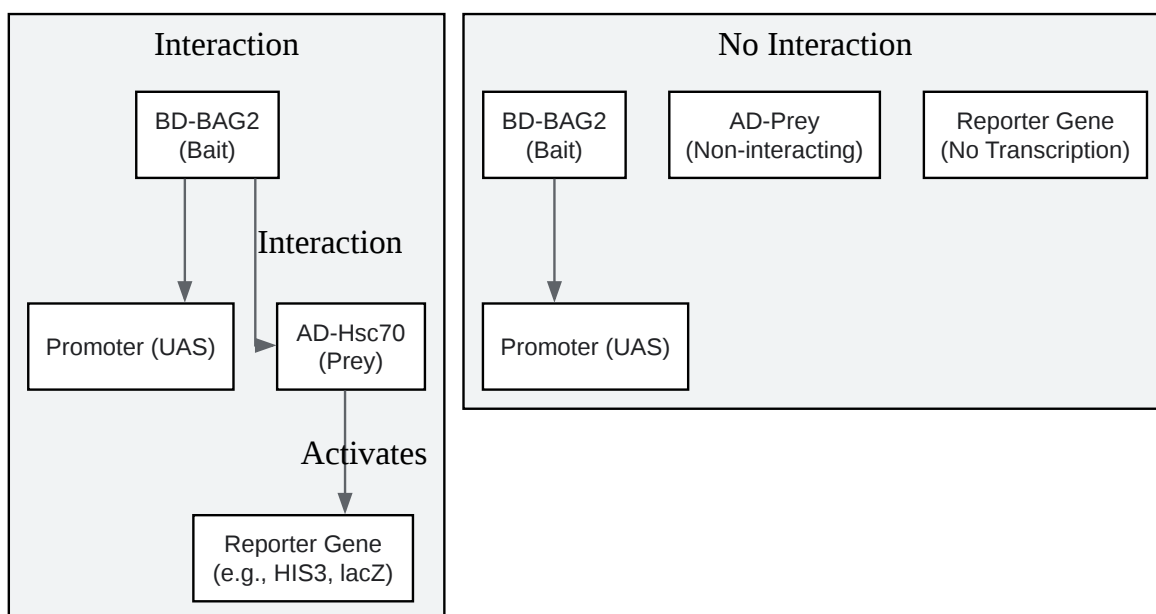 Interaction
BD-BAG2
(Bait)
Interaction
Promoter (UAS)
AD-Hsc70
(Prey)
Activates
Reporter Gene
(e.g., HIS3, lacZ)
No Interaction
BD-BAG2
(Bait)
AD-Prey
(Non-interacting)
Reporter Gene
(No Transcription)
Promoter (UAS)